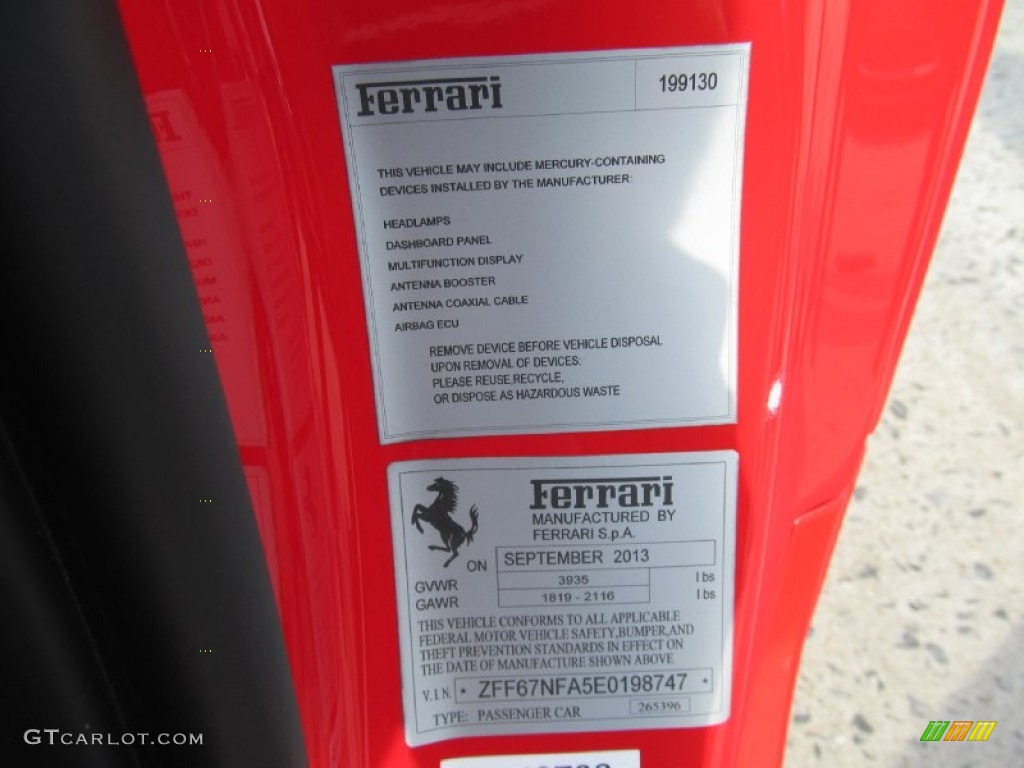 Ferrari 199130
THIS VEHICLE MAY INCLUDE MERCURY-CONTAINING
DEVICES INSTALLED BY THE MANUFACTURER:
HEADLAMPS
DASHBOARD PANEL
MULTIFUNCTION DISPLAY
ANTENNA BOOSTER
ANTENNA COAXIAL CABLE
AIRBAG ECU
REMOVE DEVICE BEFORE VEHICLE DISPOSAL
UPON REMOVAL OF DEVICES:
PLEASE REUSE,RECYCLE,
OR DISPOSE AS HAZARDOUS WASTE
Ferrari
MANUFACTURED BY
FERRARI S.p.A.
ON SEPTEMBER 2013
GVWR 3935 lbs
GAWR 1819 - 2116 lbs
THIS VEHICLE CONFORMS TO ALL APPLICABLE
FEDERAL MOTOR VEHICLE SAFETY,BUMPER,AND
THEFT PREVENTION STANDARDS IN EFFECT ON
THE DATE OF MANUFACTURE SHOWN ABOVE
V.I.N. * ZFF67NFA5E0198747 *
TYPE: PASSENGER CAR 265396
GTCARLOT.COM